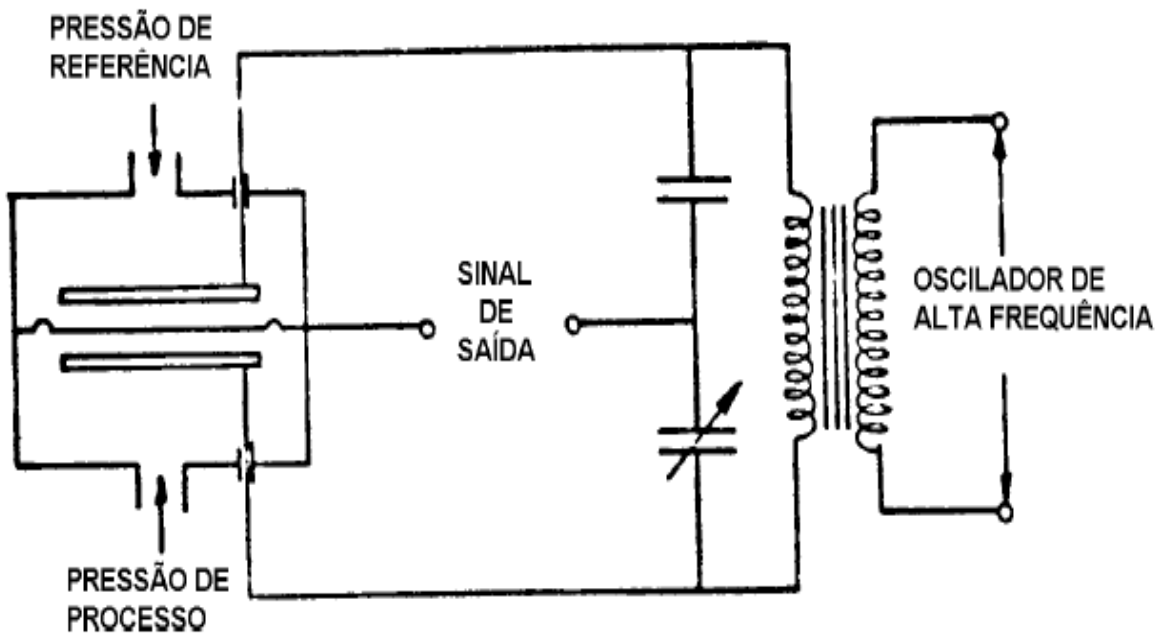 PRESSÃO DE
REFERÊNCIA
SINAL
DE
SAÍDA
OSCILADOR DE
ALTA FREQUÊNCIA
PRESSÃO DE
PROCESSO